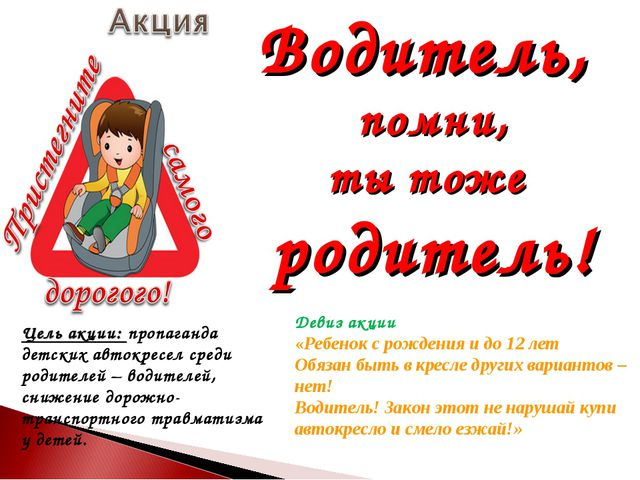 Акция
Пристегните
самого
дорогого!
Водитель,
помни,
ты тоже
родитель!
Цель акции: пропаганда
детских автокресел среди
родителей – водителей,
снижение дорожно-
транспортного травматизма
у детей.
Девиз акции
«Ребенок с рождения и до 12 лет
Обязан быть в кресле других вариантов –
нет!
Водитель! Закон этот не нарушай купи
автокресло и смело езжай!»